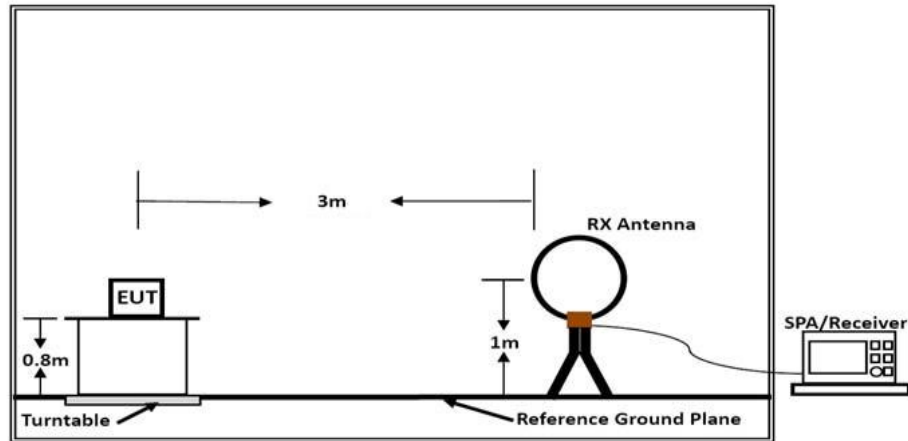 3m
RX Antenna
EUT
SPA/Receiver
0.8m
1m
Turntable
Reference Ground Plane